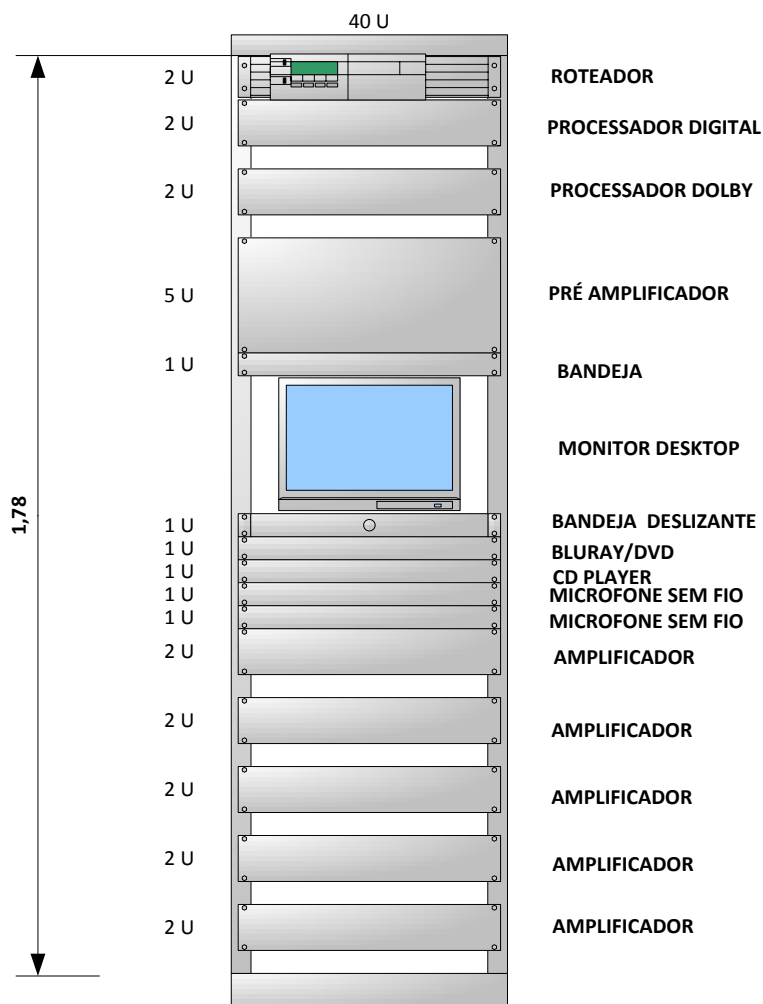 40 U
2 U ROTEADOR
2 U PROCESSADOR DIGITAL
2 U PROCESSADOR DOLBY
5 U PRÉ AMPLIFICADOR
1 U BANDEJA
MONITOR DESKTOP
1,78
1 U BANDEJA DESLIZANTE
1 U BLURAY/DVD
1 U CD PLAYER
1 U MICROFONE SEM FIO
1 U MICROFONE SEM FIO
2 U AMPLIFICADOR
2 U AMPLIFICADOR
2 U AMPLIFICADOR
2 U AMPLIFICADOR
2 U AMPLIFICADOR